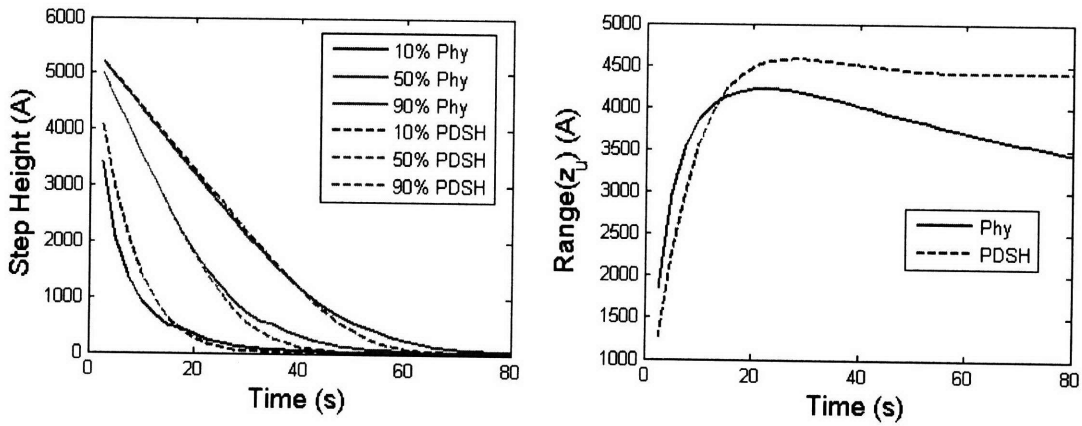 Step Height (A)
6000
5000
4000
3000
2000
1000
0
0
20
40
60
80
Time (s)
10% Phy
50% Phy
90% Phy
10% PDSH
50% PDSH
90% PDSH
Range(z_u) (A)
5000
4500
4000
3500
3000
2500
2000
1500
1000
0
20
40
60
80
Time (s)
Phy
PDSH